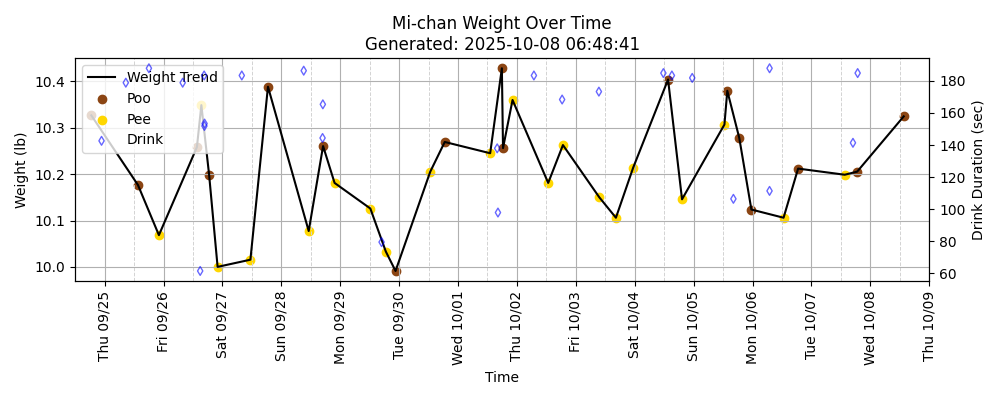 Mi-chan Weight Over Time
Generated: 2025-10-08 06:48:41
Weight Trend
Poo
Pee
Drink
Weight (lb)
10.4
10.3
10.2
10.1
10.0
Drink Duration (sec)
180
160
140
120
100
80
60
Thu 09/25
Fri 09/26
Sat 09/27
Sun 09/28
Mon 09/29
Tue 09/30
Wed 10/01
Thu 10/02
Fri 10/03
Sat 10/04
Sun 10/05
Mon 10/06
Tue 10/07
Wed 10/08
Thu 10/09
Time